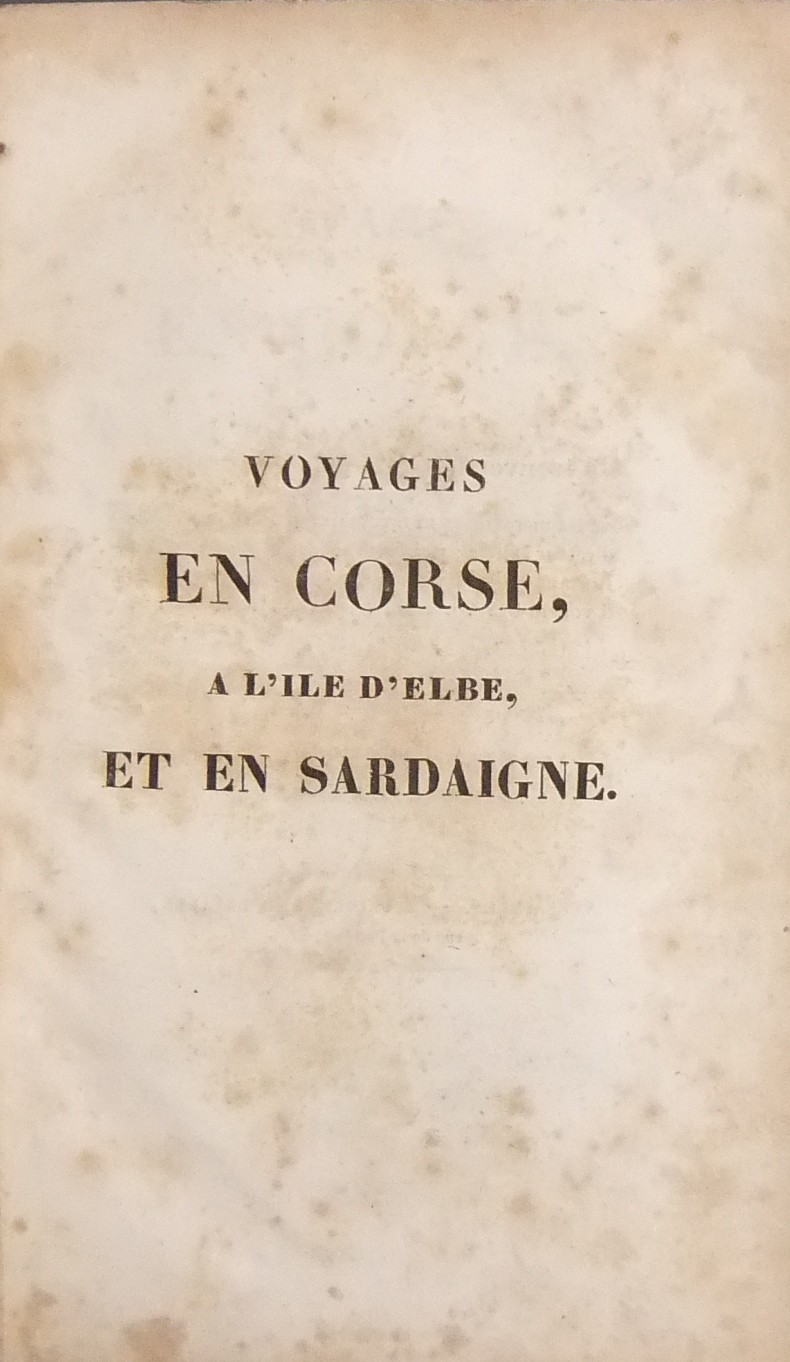 VOYAGES
EN CORSE,
A L'ILE D'ELBE,
ET EN SARDAIGNE.